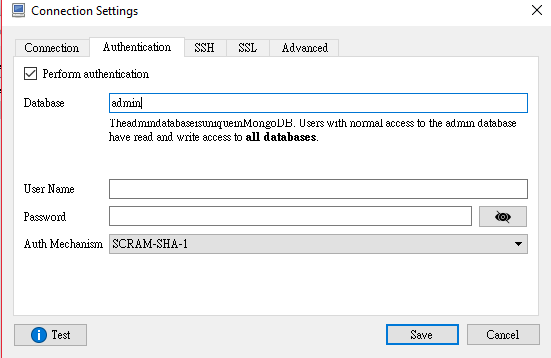 Connection Settings
Connection Authentication SSH SSL Advanced
Perform authentication
Database admin
TheadmindatabaseisuniqueinMongoDB. Users with normal access to the admin database
have read and write access to all databases.
User Name
Password
Auth Mechanism SCRAM-SHA-1
Test Save Cancel